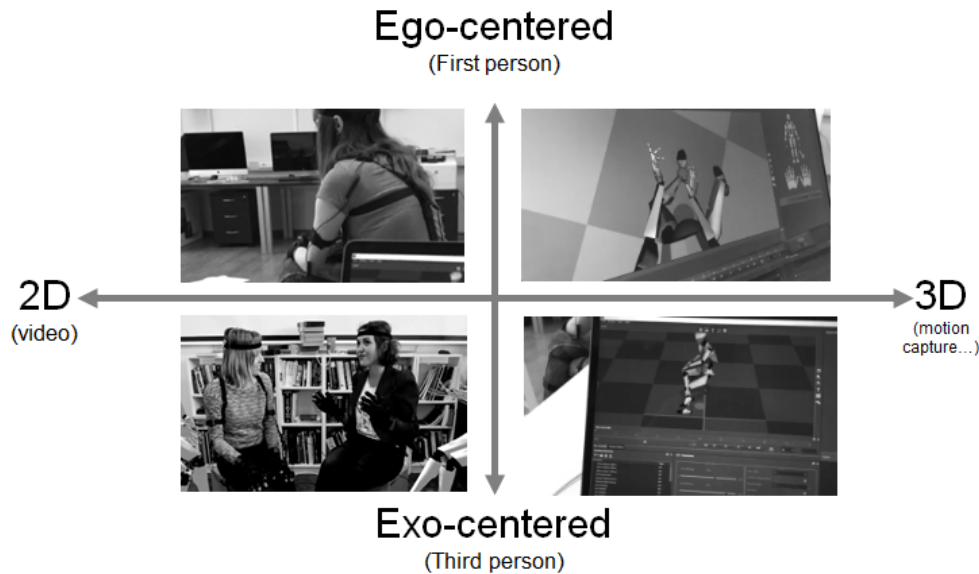 Ego-centered
(First person)
2D
(video)
3D
(motion
capture…)
Exo-centered
(Third person)